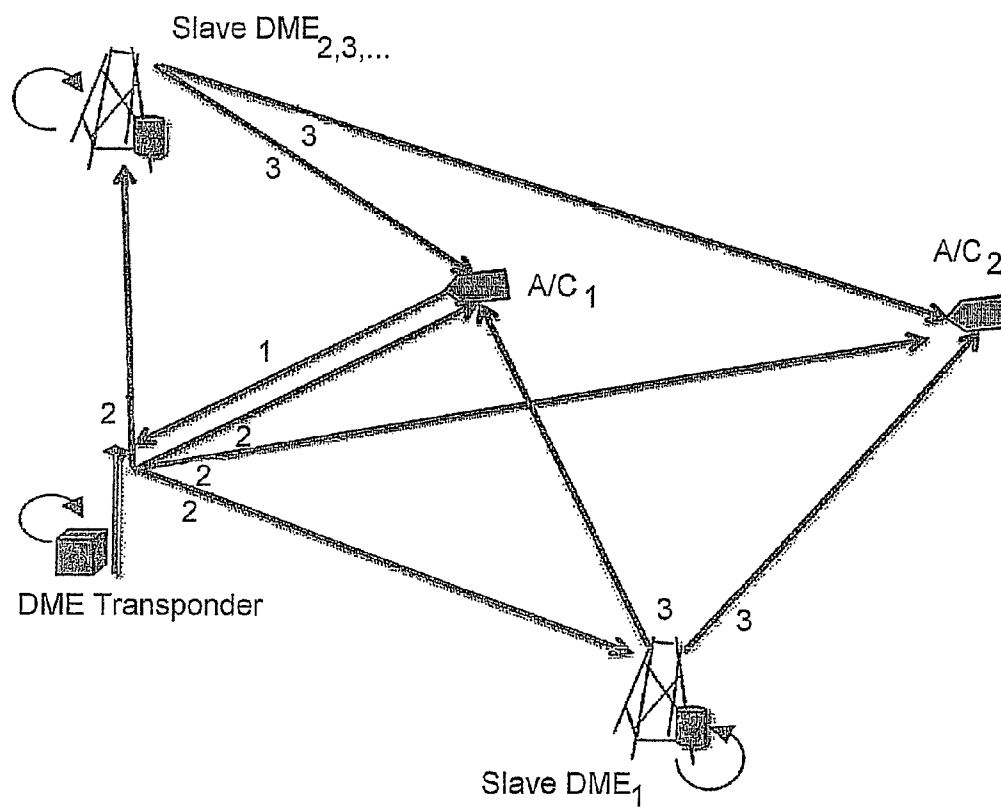 Slave DME2,3,...
3
3
A/C1
A/C2
1
2
2
2
2
DME Transponder
3
3
Slave DME1